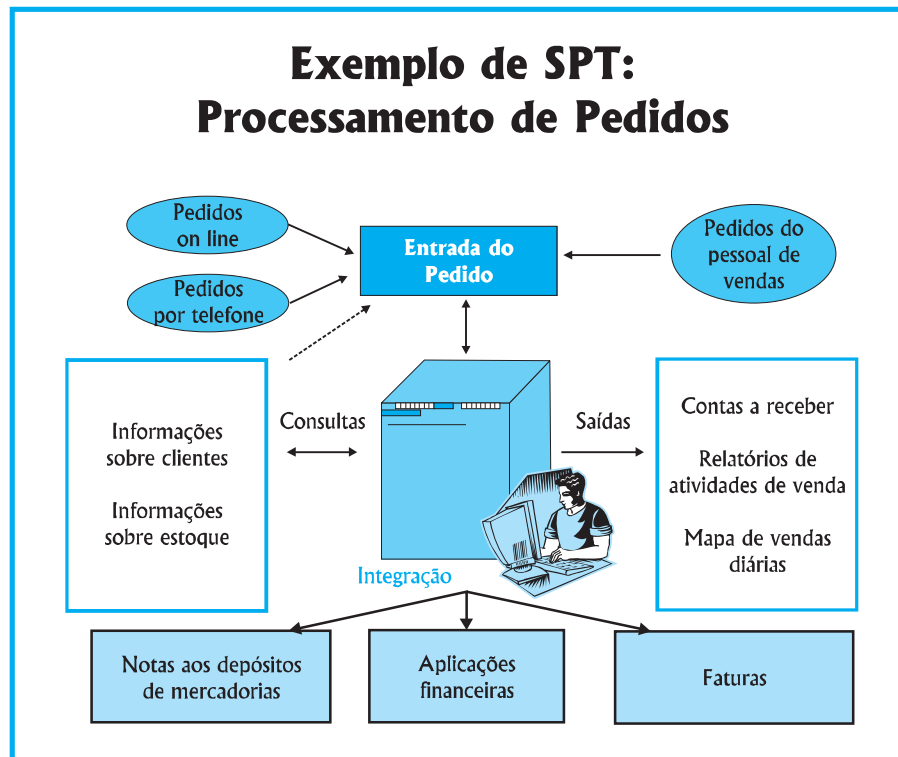 Exemplo de SPT:
Processamento de Pedidos
Pedidos
on line
Entrada do
Pedido
Pedidos do
pessoal de
vendas
Pedidos
por telefone
Informações
sobre clientes
Informações
sobre estoque
Consultas
Saídas
Contas a receber
Relatórios de
atividades de venda
Mapa de vendas
diárias
Integração
Notas aos depósitos
de mercadorias
Aplicações
financeiras
Faturas